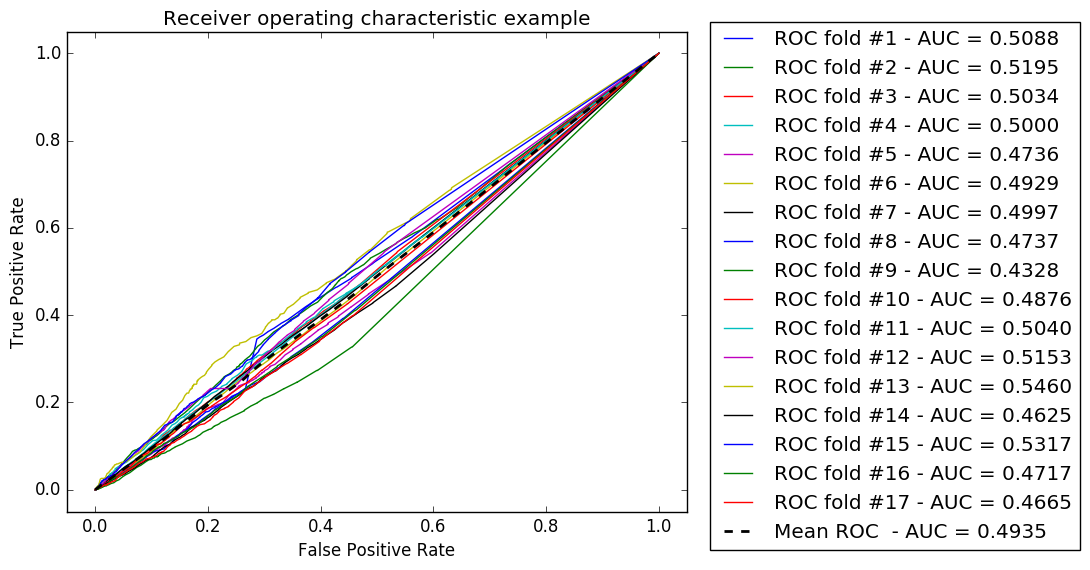 Receiver operating characteristic example
True Positive Rate
1.0
0.8
0.6
0.4
0.2
0.0
0.0 0.2 0.4 0.6 0.8 1.0
False Positive Rate
ROC fold #1 - AUC = 0.5088
ROC fold #2 - AUC = 0.5195
ROC fold #3 - AUC = 0.5034
ROC fold #4 - AUC = 0.5000
ROC fold #5 - AUC = 0.4736
ROC fold #6 - AUC = 0.4929
ROC fold #7 - AUC = 0.4997
ROC fold #8 - AUC = 0.4737
ROC fold #9 - AUC = 0.4328
ROC fold #10 - AUC = 0.4876
ROC fold #11 - AUC = 0.5040
ROC fold #12 - AUC = 0.5153
ROC fold #13 - AUC = 0.5460
ROC fold #14 - AUC = 0.4625
ROC fold #15 - AUC = 0.5317
ROC fold #16 - AUC = 0.4717
ROC fold #17 - AUC = 0.4665
Mean ROC  - AUC = 0.4935